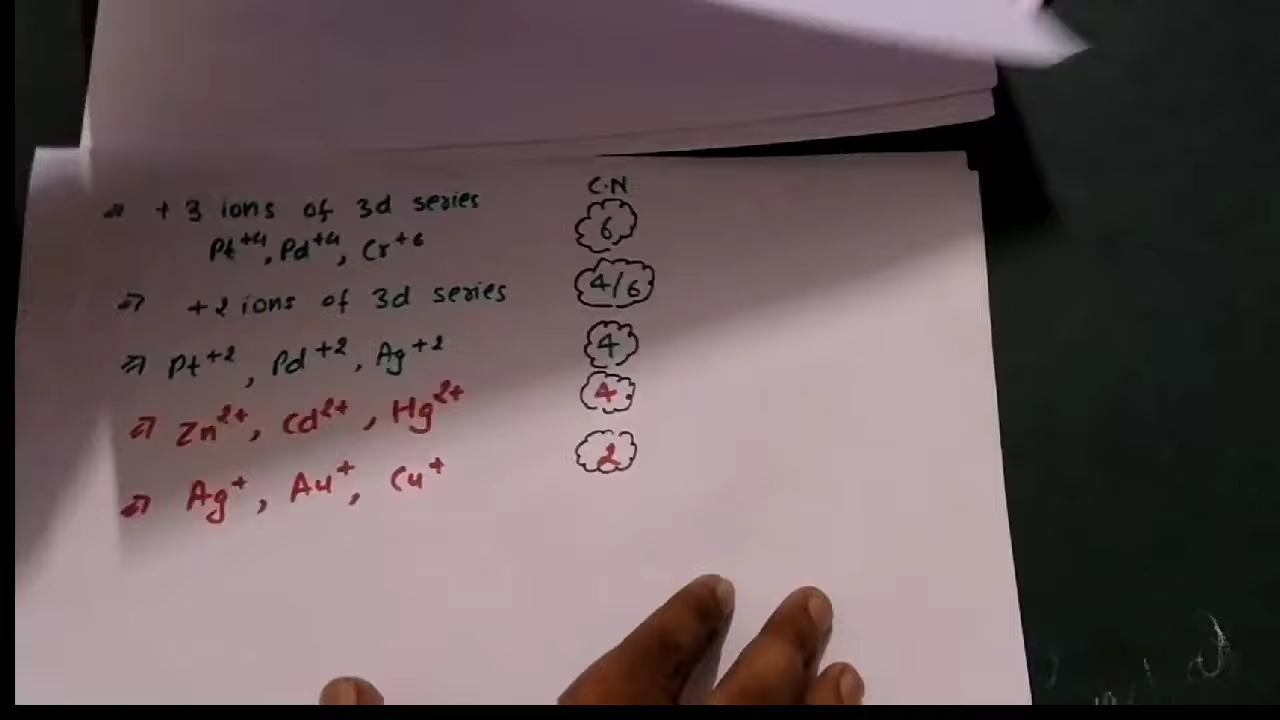 C.N
⇒ +3 ions of 3d series 6
Pt⁺⁴, Pd⁺⁴, Cr⁺⁶
⇒ +2 ions of 3d series 4/6
⇒ Pt⁺², Pd⁺², Ag⁺² 4
⇒ Zn²⁺, Cd²⁺, Hg²⁺ 4
⇒ Ag⁺, Au⁺, Cu⁺ 2